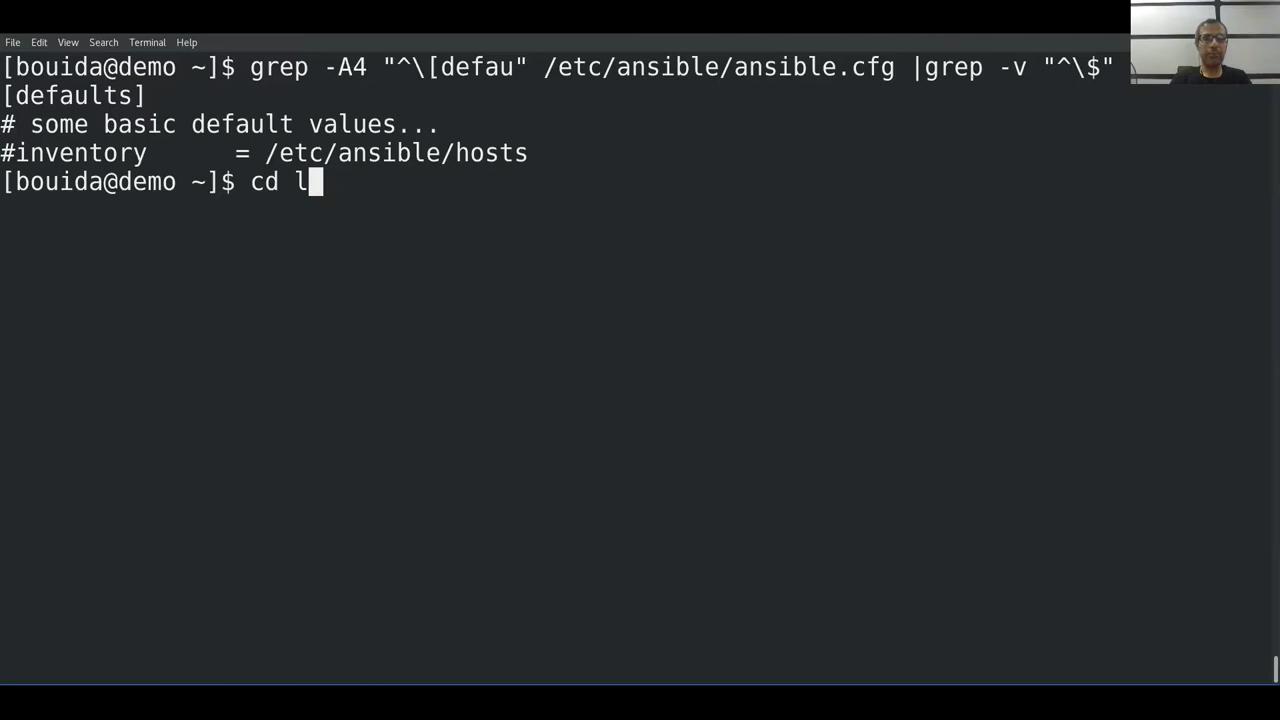 File Edit View Search Terminal Help
[bouida@demo ~]$ grep -A4 "^\[defau" /etc/ansible/ansible.cfg |grep -v "^\$"
[defaults]
# some basic default values...
#inventory      = /etc/ansible/hosts
[bouida@demo ~]$ cd l